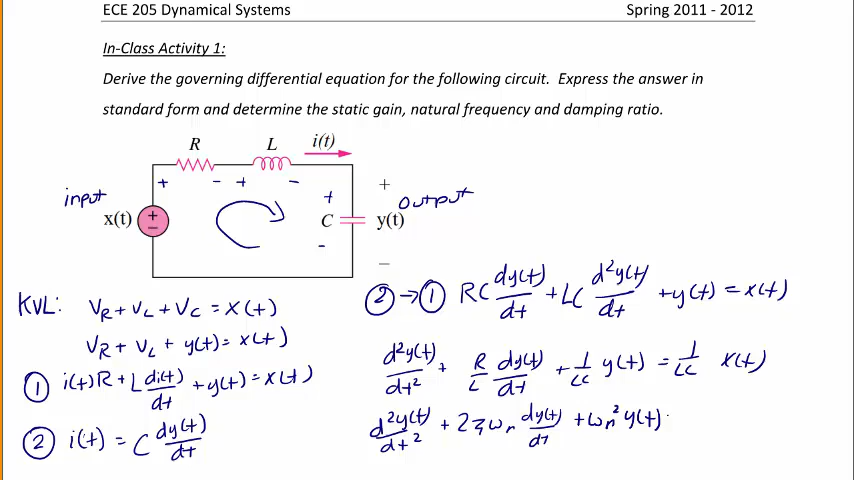 ECE 205 Dynamical Systems Spring 2011 - 2012
In-Class Activity 1:
Derive the governing differential equation for the following circuit. Express the answer in
standard form and determine the static gain, natural frequency and damping ratio.
R L i(t)
+ - + -
input x(t) + -
+ C -
+ y(t) -
output
KVL: V_R + V_L + V_C = x(t)
V_R + V_L + y(t) = x(t)
① i(t)R + L di(t)/dt + y(t) = x(t)
② i(t) = C dy(t)/dt
② → ① RC dy(t)/dt + LC d²y(t)/dt + y(t) = x(t)
d²y(t)/dt² + R/L dy(t)/dt + 1/LC y(t) = 1/LC x(t)
d²y(t)/dt² + 2ζω_n dy(t)/dt + ω_n² y(t)